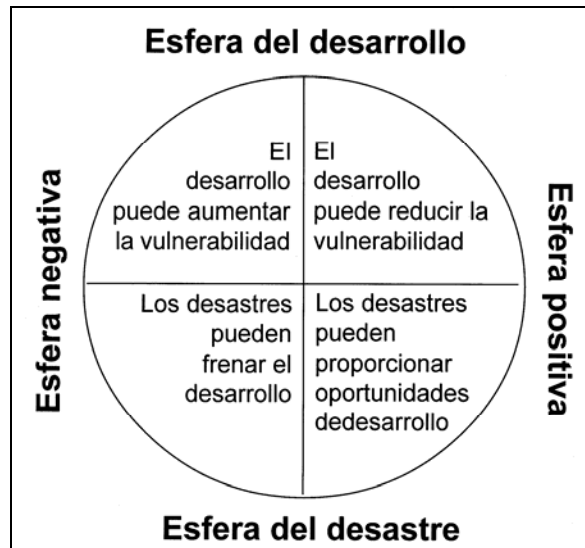 Esfera del desarrollo
Esfera negativa
El
desarrollo
puede aumentar
la vulnerabilidad
El
desarrollo
puede reducir la
vulnerabilidad
Esfera positiva
Los desastres
pueden
frenar el
desarrollo
Los desastres
pueden
proporcionar
oportunidades
dedesarrollo
Esfera del desastre